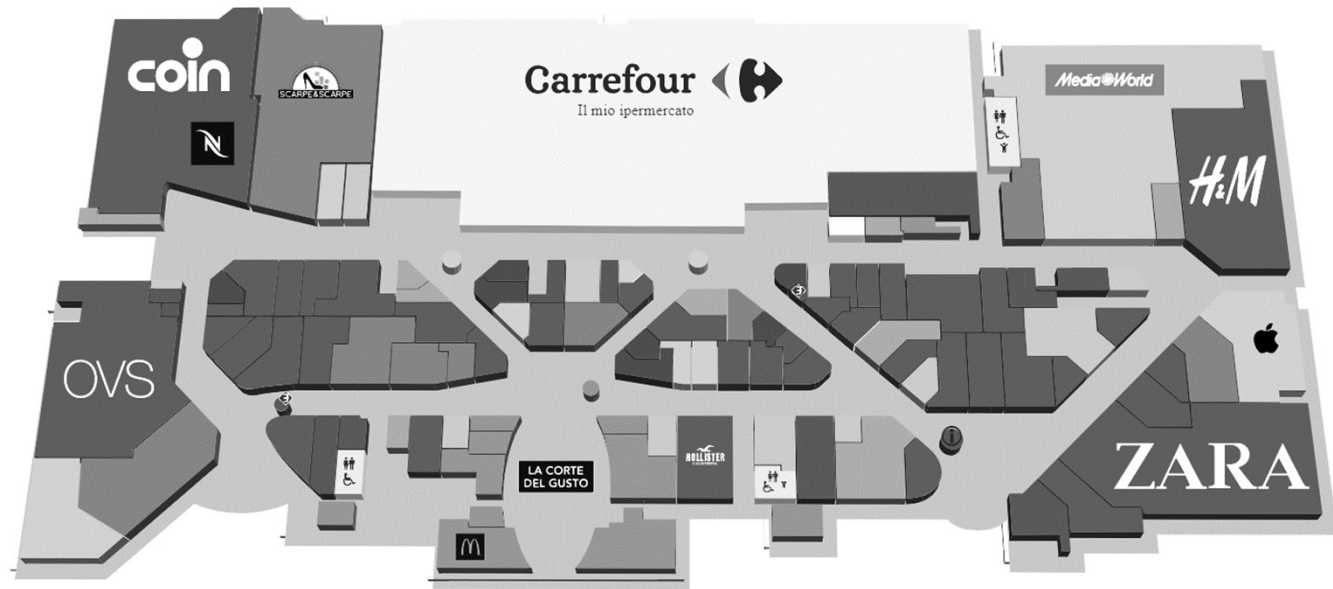 coin
SCARPE&SCARPE
Carrefour
Il mio ipermercato
MediaWorld
H&M
N
OVS
HOLLISTER
LA CORTE
DEL GUSTO
i
ZARA
M